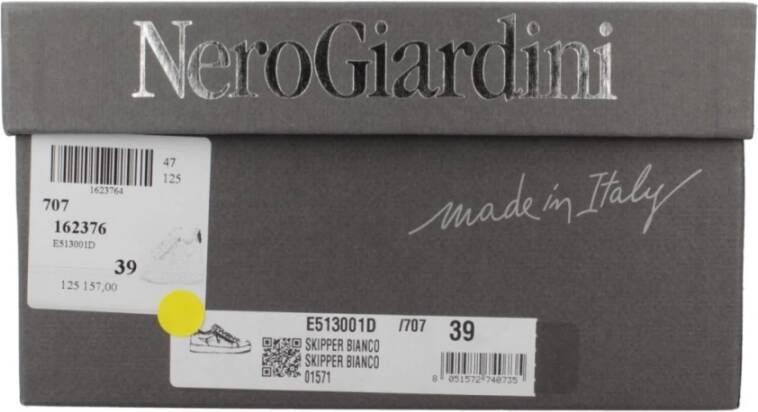 NeroGiardini
made in Italy
47
125
1623764
707
162376
E513001D
39
125 157,00
E513001D /707 39
SKIPPER BIANCO
SKIPPER BIANCO
01571
8 051572 740735